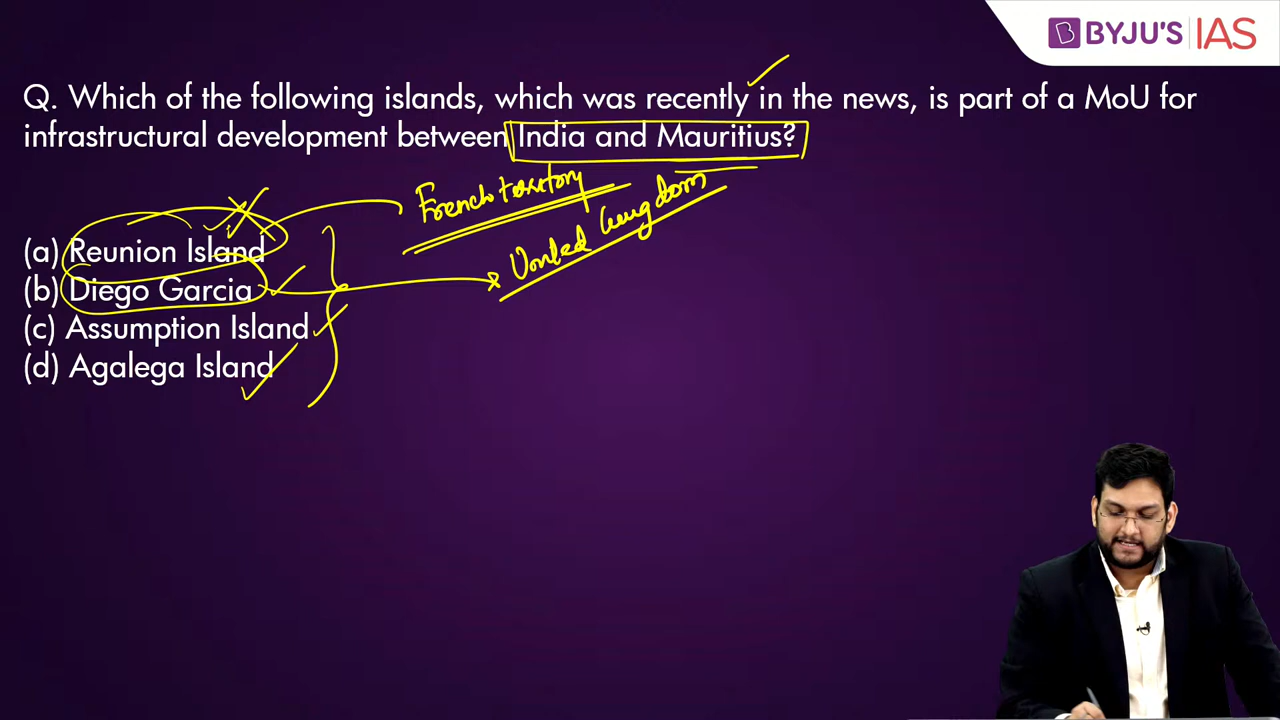 BYJU'S IAS
Q. Which of the following islands, which was recently in the news, is part of a MoU for
infrastructural development between India and Mauritius?
French territory
United kingdom
(a) Reunion Island
(b) Diego Garcia
(c) Assumption Island
(d) Agalega Island